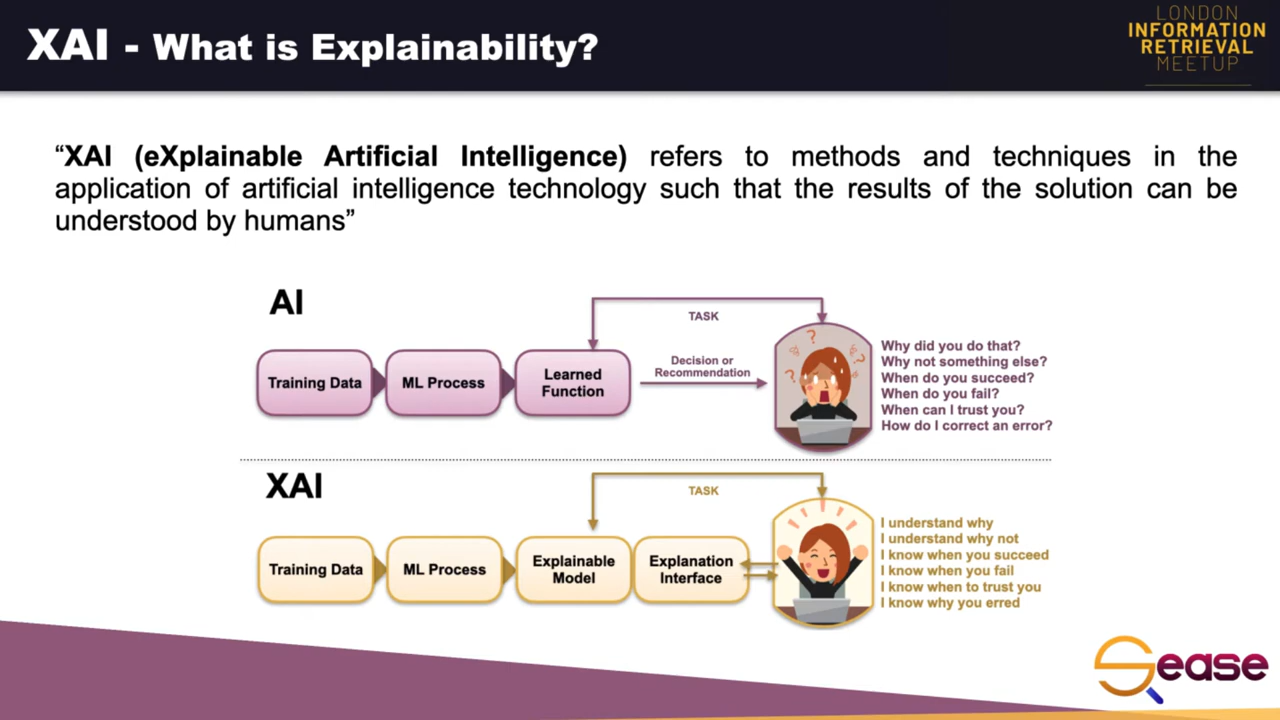 XAI - What is Explainability?
LONDON
INFORMATION
RETRIEVAL
MEETUP
“XAI (eXplainable Artificial Intelligence) refers to methods and techniques in the
application of artificial intelligence technology such that the results of the solution can be
understood by humans”
AI
TASK
Training Data
ML Process
Learned
Function
Decision or
Recommendation
? ? ? ?
Why did you do that?
Why not something else?
When do you succeed?
When do you fail?
When can I trust you?
How do I correct an error?
XAI
TASK
Training Data
ML Process
Explainable
Model
Explanation
Interface
I understand why
I understand why not
I know when you succeed
I know when you fail
I know when to trust you
I know why you erred
Sease